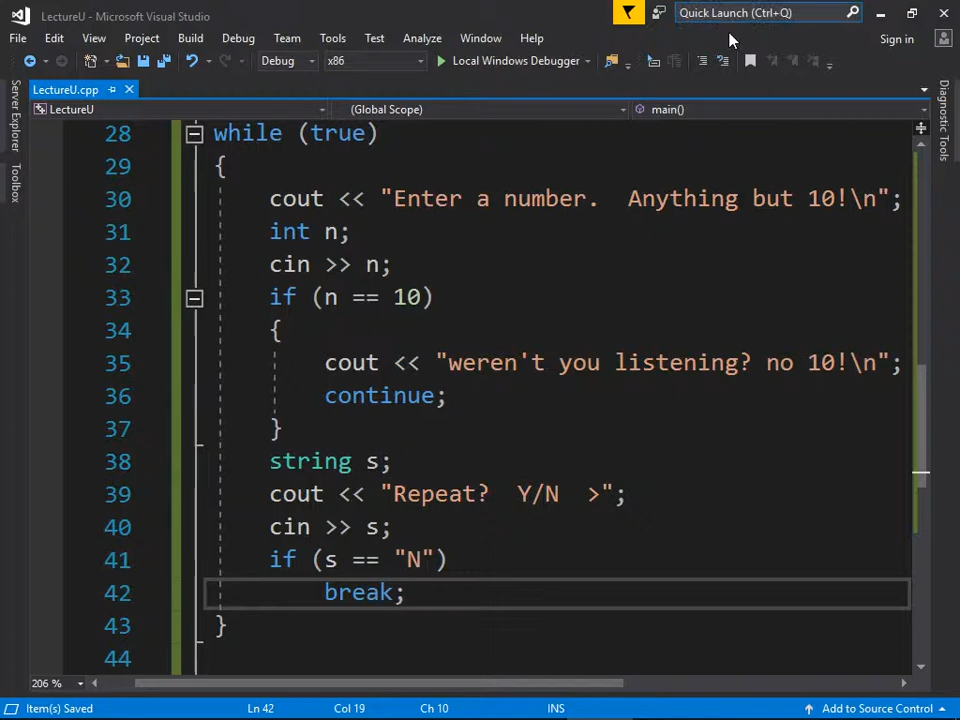 LectureU - Microsoft Visual Studio
Quick Launch (Ctrl+Q)
File Edit View Project Build Debug Team Tools Test Analyze Window Help
Sign in
Debug x86 Local Windows Debugger
Server Explorer
Toolbox
Diagnostic Tools
LectureU.cpp
LectureU (Global Scope) main()
28 while (true)
29 {
30 cout << "Enter a number.  Anything but 10!\n";
31 int n;
32 cin >> n;
33 if (n == 10)
34 {
35 cout << "weren't you listening? no 10!\n";
36 continue;
37 }
38 string s;
39 cout << "Repeat?  Y/N  >";
40 cin >> s;
41 if (s == "N")
42 break;
43 }
44
206 %
Item(s) Saved Ln 42 Col 19 Ch 10 INS Add to Source Control